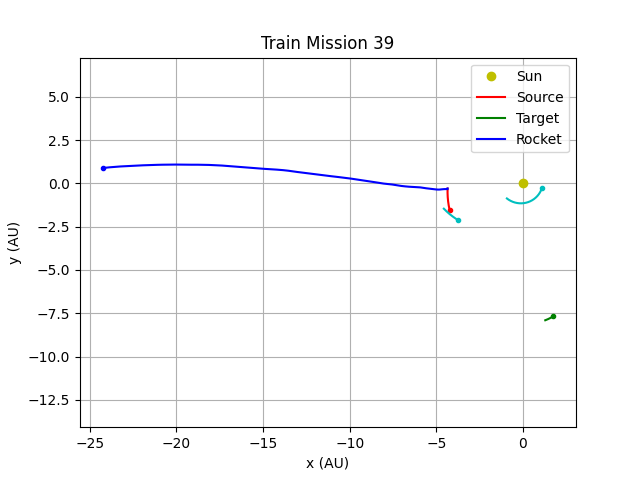 Train Mission 39
Sun
Source
Target
Rocket
y (AU)
5.0
2.5
0.0
−2.5
−5.0
−7.5
−10.0
−12.5
−25
−20
−15
−10
−5
0
x (AU)